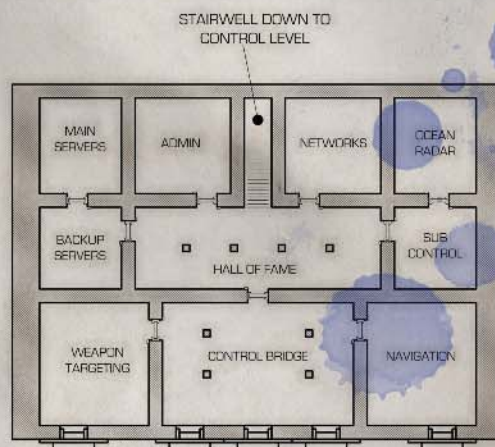 STAIRWELL DOWN TO
CONTROL LEVEL
MAIN
SERVERS
ADMIN
NETWORKS
OCEAN
RADAR
BACKUP
SERVERS
HALL OF FAME
SUB
CONTROL
WEAPON
TARGETING
CONTROL BRIDGE
NAVIGATION